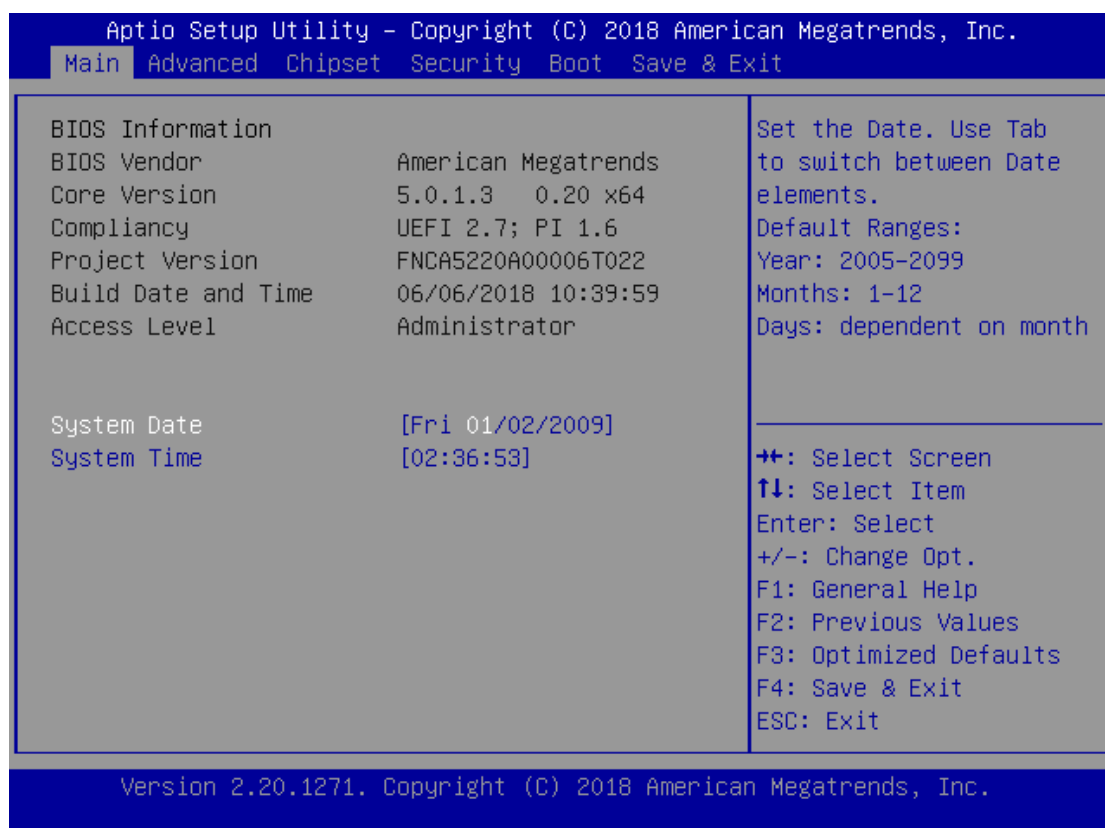 Aptio Setup Utility – Copyright (C) 2018 American Megatrends, Inc.
Main Advanced Chipset Security Boot Save & Exit
BIOS Information
BIOS Vendor American Megatrends
Core Version 5.0.1.3 0.20 x64
Compliancy UEFI 2.7; PI 1.6
Project Version FNCA5220A00006T022
Build Date and Time 06/06/2018 10:39:59
Access Level Administrator
System Date [Fri 01/02/2009]
System Time [02:36:53]
Set the Date. Use Tab
to switch between Date
elements.
Default Ranges:
Year: 2005-2099
Months: 1-12
Days: dependent on month
→←: Select Screen
↑↓: Select Item
Enter: Select
+/-: Change Opt.
F1: General Help
F2: Previous Values
F3: Optimized Defaults
F4: Save & Exit
ESC: Exit
Version 2.20.1271. Copyright (C) 2018 American Megatrends, Inc.